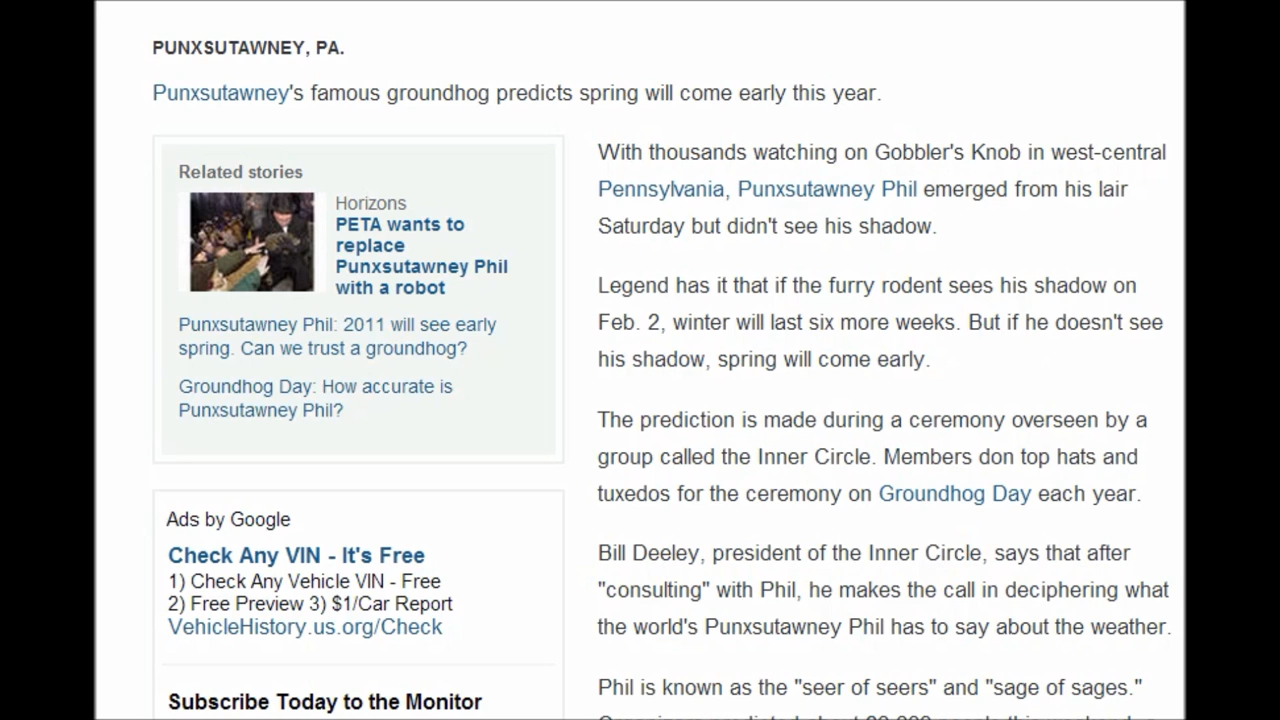 PUNXSUTAWNEY, PA.
Punxsutawney's famous groundhog predicts spring will come early this year.
Related stories
Horizons
PETA wants to
replace
Punxsutawney Phil
with a robot
Punxsutawney Phil: 2011 will see early
spring. Can we trust a groundhog?
Groundhog Day: How accurate is
Punxsutawney Phil?
Ads by Google
Check Any VIN - It's Free
1) Check Any Vehicle VIN - Free
2) Free Preview 3) $1/Car Report
VehicleHistory.us.org/Check
Subscribe Today to the Monitor
With thousands watching on Gobbler's Knob in west-central
Pennsylvania, Punxsutawney Phil emerged from his lair
Saturday but didn't see his shadow.
Legend has it that if the furry rodent sees his shadow on
Feb. 2, winter will last six more weeks. But if he doesn't see
his shadow, spring will come early.
The prediction is made during a ceremony overseen by a
group called the Inner Circle. Members don top hats and
tuxedos for the ceremony on Groundhog Day each year.
Bill Deeley, president of the Inner Circle, says that after
"consulting" with Phil, he makes the call in deciphering what
the world's Punxsutawney Phil has to say about the weather.
Phil is known as the "seer of seers" and "sage of sages."